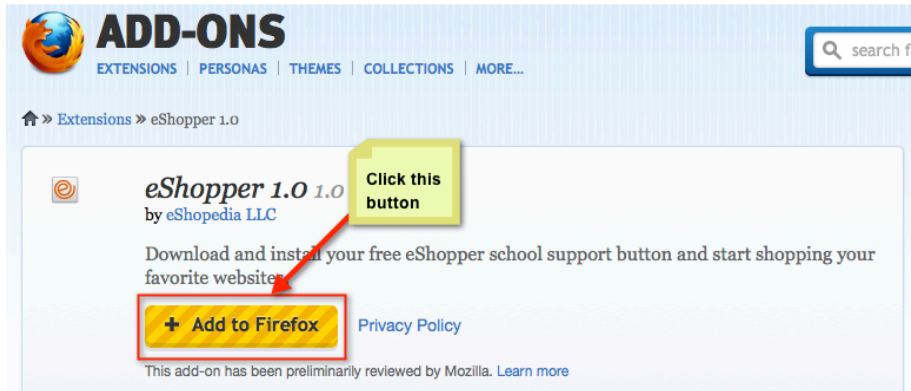 ADD-ONS
EXTENSIONS | PERSONAS | THEMES | COLLECTIONS | MORE...
search f
» Extensions » eShopper 1.0
Click this
button
eShopper 1.0 1.0
by eShopedia LLC
Download and install your free eShopper school support button and start shopping your
favorite website
+ Add to Firefox
Privacy Policy
This add-on has been preliminarily reviewed by Mozilla. Learn more